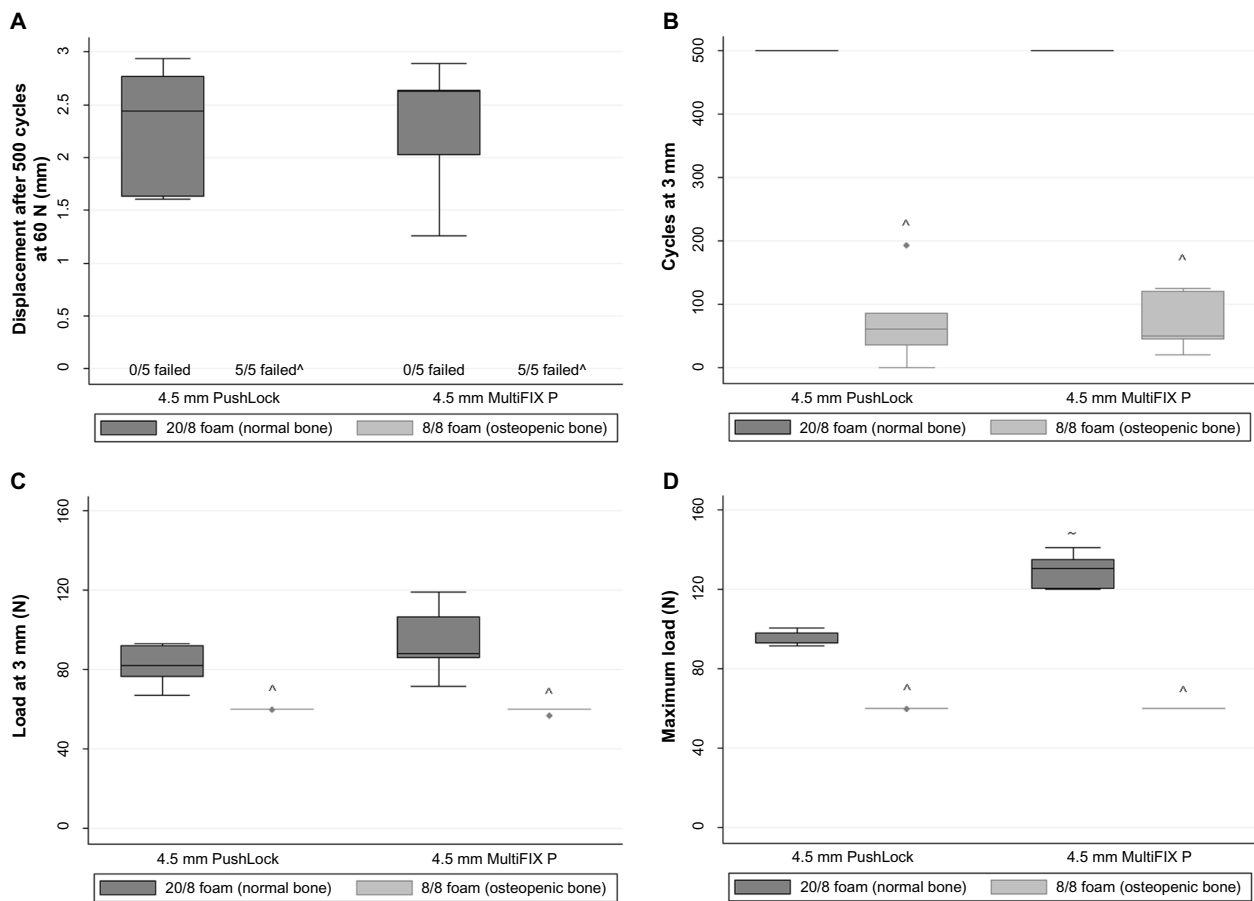 A
Displacement after 500 cycles
at 60 N (mm)
3
2.5
2
1.5
1
0.5
0
0/5 failed
5/5 failed^
0/5 failed
5/5 failed^
4.5 mm PushLock
4.5 mm MultiFIX P
20/8 foam (normal bone)
8/8 foam (osteopenic bone)
B
Cycles at 3 mm
500
400
300
200
100
0
^
^
4.5 mm PushLock
4.5 mm MultiFIX P
20/8 foam (normal bone)
8/8 foam (osteopenic bone)
C
Load at 3 mm (N)
160
120
80
40
0
^
^
4.5 mm PushLock
4.5 mm MultiFIX P
20/8 foam (normal bone)
8/8 foam (osteopenic bone)
D
Maximum load (N)
160
120
80
40
0
^
~
^
4.5 mm PushLock
4.5 mm MultiFIX P
20/8 foam (normal bone)
8/8 foam (osteopenic bone)